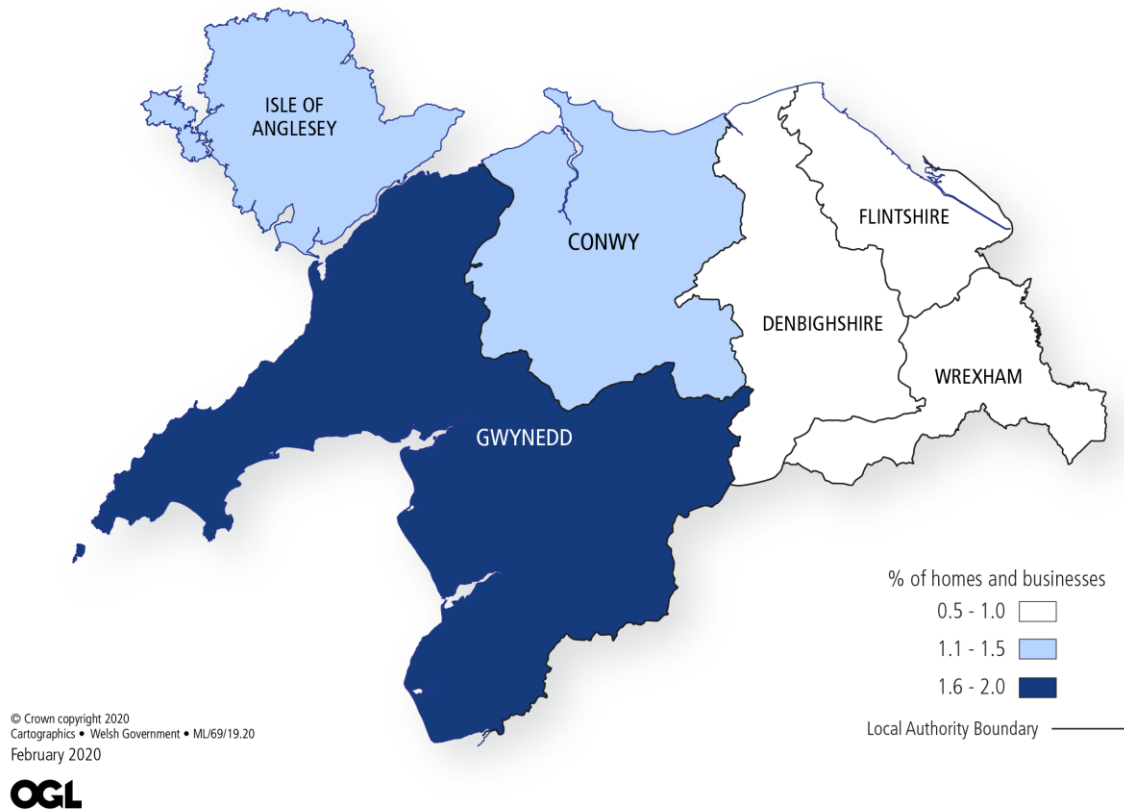 ISLE OF
ANGLESEY
FLINTSHIRE
CONWY
DENBIGHSHIRE
WREXHAM
GWYNEDD
% of homes and businesses
0.5 - 1.0
1.1 - 1.5
1.6 - 2.0
Local Authority Boundary
© Crown copyright 2020
Cartographics • Welsh Government • ML/69/19.20
February 2020
OGL